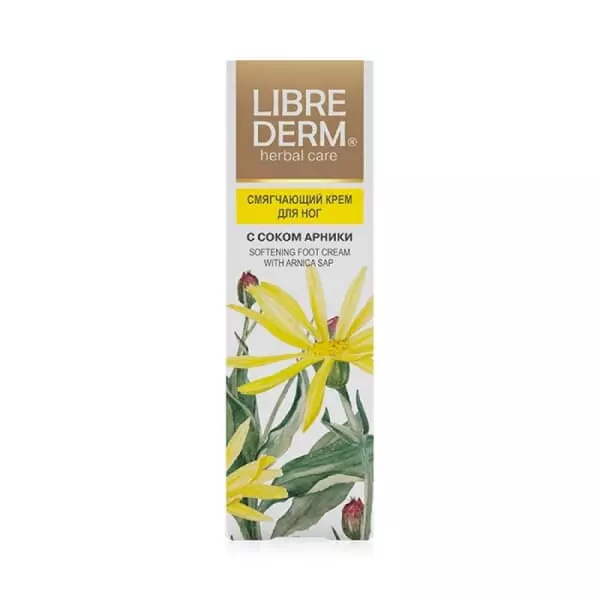 LIBRE
DERM®
herbal care
СМЯГЧАЮЩИЙ КРЕМ
ДЛЯ НОГ
С СОКОМ АРНИКИ
SOFTENING FOOT CREAM
WITH ARNICA SAP